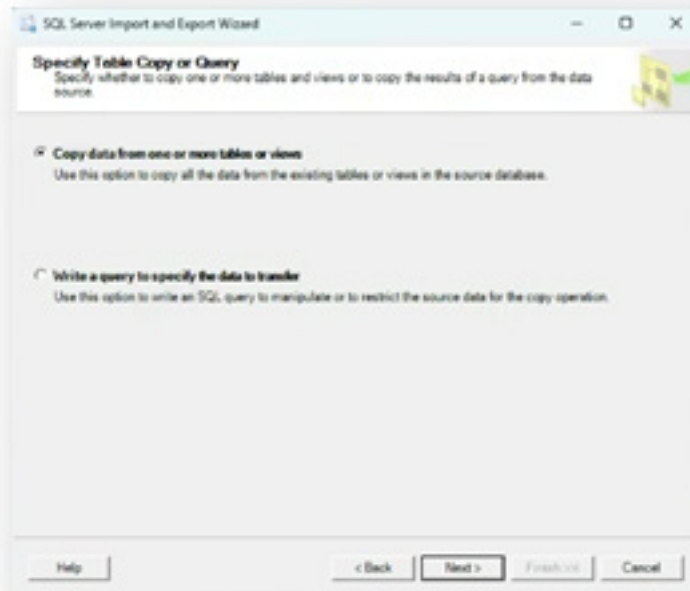 SQL Server Import and Export Wizard
Specify Table Copy or Query
Specify whether to copy one or more tables and views or to copy the results of a query from the data
source.
Copy data from one or more tables or views
Use this option to copy all the data from the existing tables or views in the source database.
Write a query to specify the data to transfer
Use this option to write an SQL query to manipulate or to restrict the source data for the copy operation.
Help
< Back
Next >
Cancel